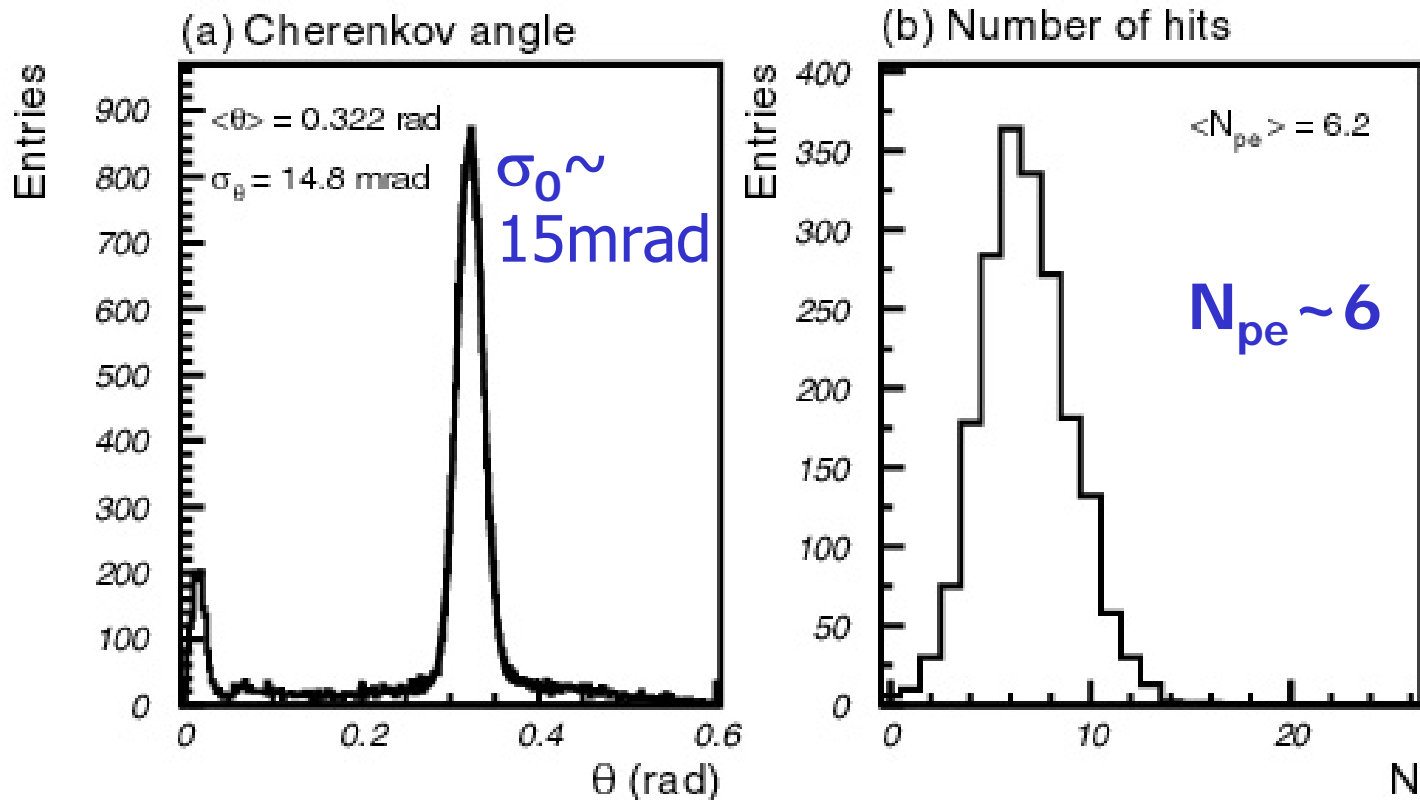 (a) Cherenkov angle
Entries
900
800
700
600
500
400
300
200
100
0
<θ> = 0.322 rad
σθ = 14.8 mrad
σ0~
15mrad
0
0.2
0.4
0.6
θ (rad)
(b) Number of hits
Entries
400
350
300
250
200
150
100
50
0
<Npe> = 6.2
Npe ~ 6
0
10
20
N